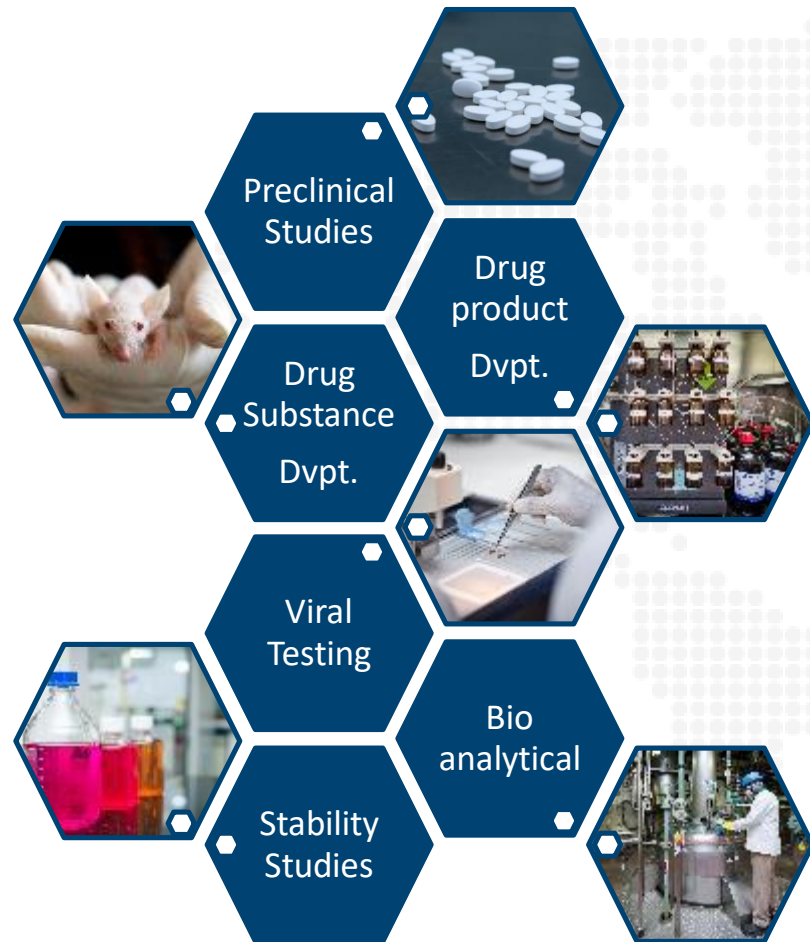 Preclinical
Studies
Drug
product
Dvpt.
Drug
Substance
Dvpt.
Viral
Testing
Bio
analytical
Stability
Studies